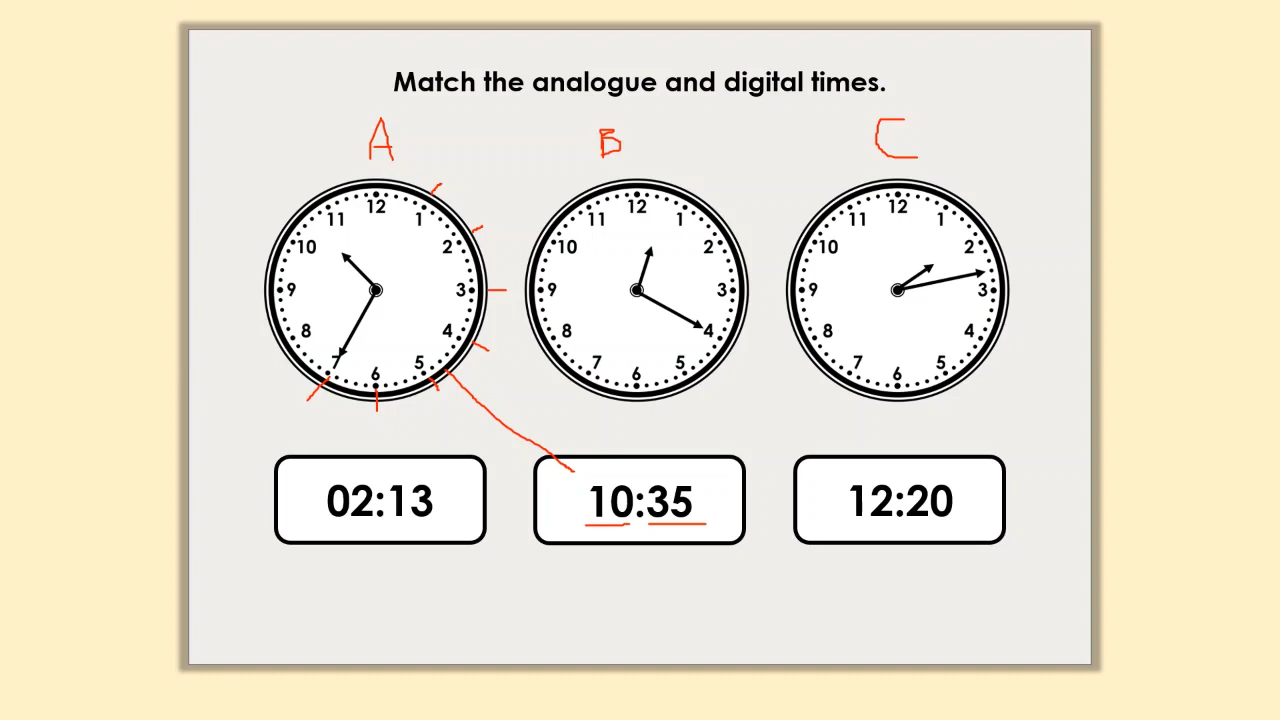 Match the analogue and digital times.
A B C
12 1 2 3 4 5 6 7 8 9 10 11
12 1 2 3 4 5 6 7 8 9 10 11
12 1 2 3 4 5 6 7 8 9 10 11
02:13
10:35
12:20